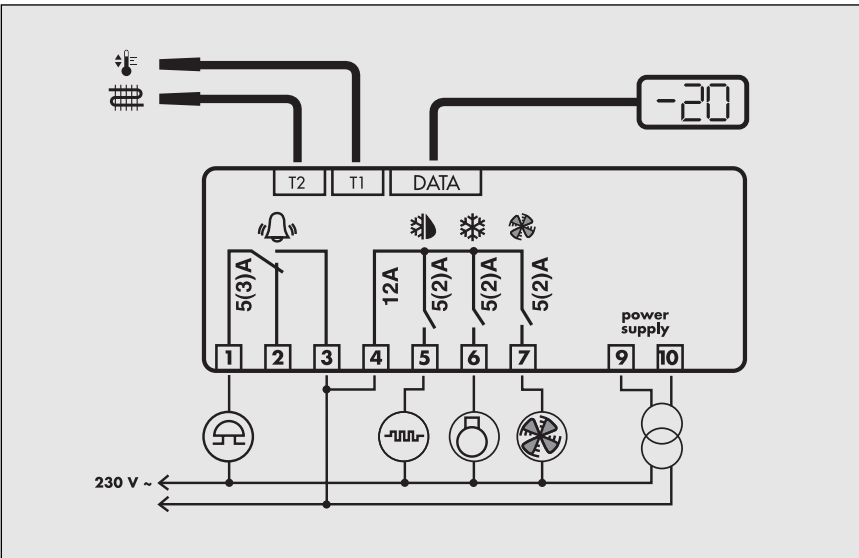 -20
T2 T1 DATA
5(3)A 12A 5(2)A 5(2)A 5(2)A
power
supply
1 2 3 4 5 6 7 9 10
230 V ~